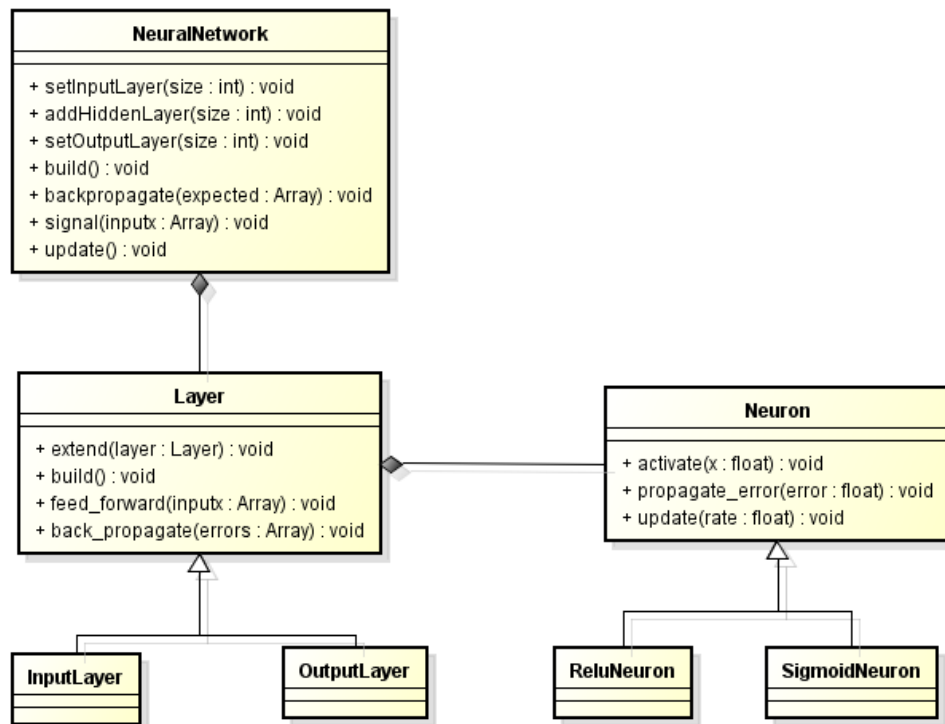 NeuralNetwork
+ setInputLayer(size : int) : void
+ addHiddenLayer(size : int) : void
+ setOutputLayer(size : int) : void
+ build() : void
+ backpropagate(expected : Array) : void
+ signal(inputx : Array) : void
+ update() : void
Layer
+ extend(layer : Layer) : void
+ build() : void
+ feed_forward(inputx : Array) : void
+ back_propagate(errors : Array) : void
Neuron
+ activate(x : float) : void
+ propagate_error(error : float) : void
+ update(rate : float) : void
InputLayer
OutputLayer
ReluNeuron
SigmoidNeuron